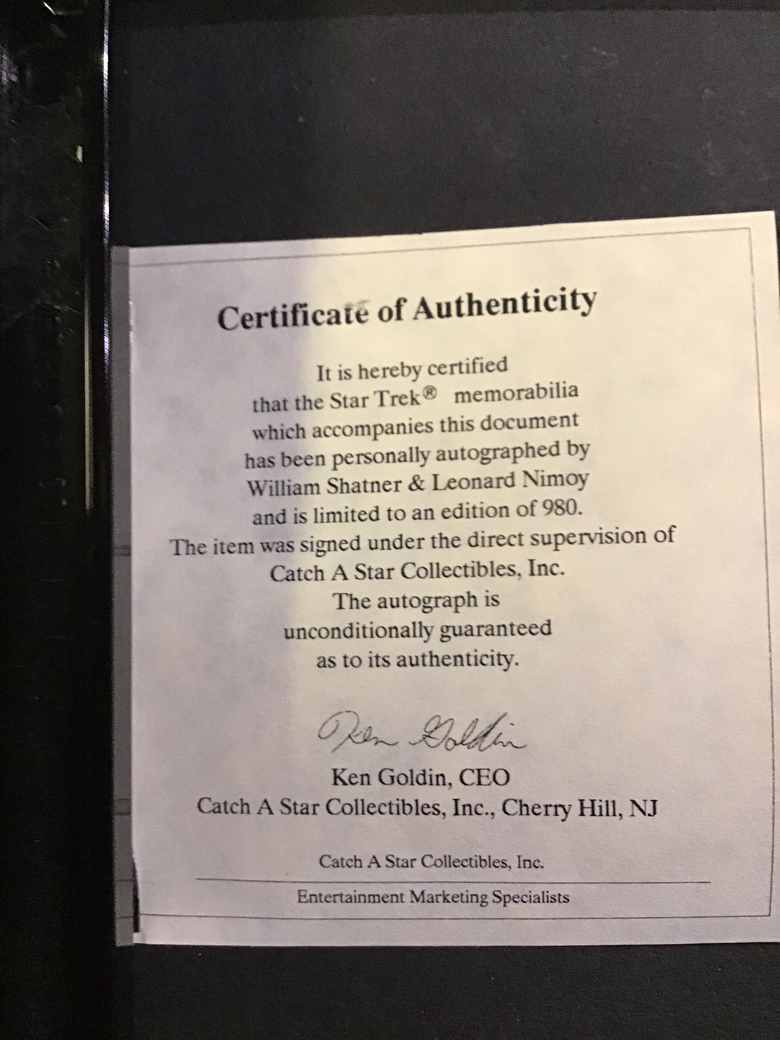 Certificate of Authenticity
It is hereby certified
that the Star Trek® memorabilia
which accompanies this document
has been personally autographed by
William Shatner & Leonard Nimoy
and is limited to an edition of 980.
The item was signed under the direct supervision of
Catch A Star Collectibles, Inc.
The autograph is
unconditionally guaranteed
as to its authenticity.
Ken Goldin
Ken Goldin, CEO
Catch A Star Collectibles, Inc., Cherry Hill, NJ
Catch A Star Collectibles, Inc.
Entertainment Marketing Specialists